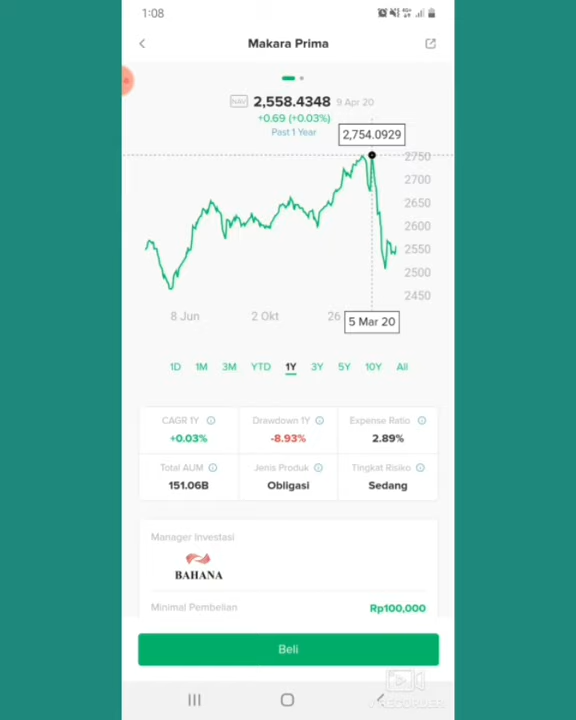 1:08
Makara Prima
NAV 2,558.4348 9 Apr 20
+0.69 (+0.03%)
Past 1 Year
2,754.0929
2750
2700
2650
2600
2550
2500
2450
8 Jun 2 Okt 26 5 Mar 20
1D 1M 3M YTD 1Y 3Y 5Y 10Y All
CAGR 1Y Drawdown 1Y Expense Ratio
+0.03% -8.93% 2.89%
Total AUM Jenis Produk Tingkat Risiko
151.06B Obligasi Sedang
Manager Investasi
BAHANA
Minimal Pembelian Rp100,000
Beli